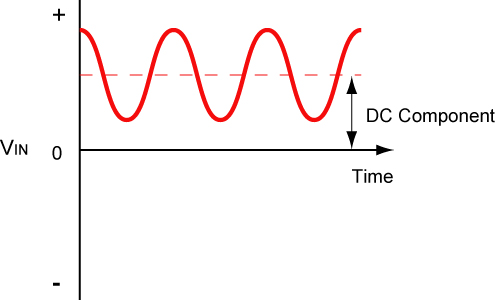 +
DC Component
VIN
0
Time
-